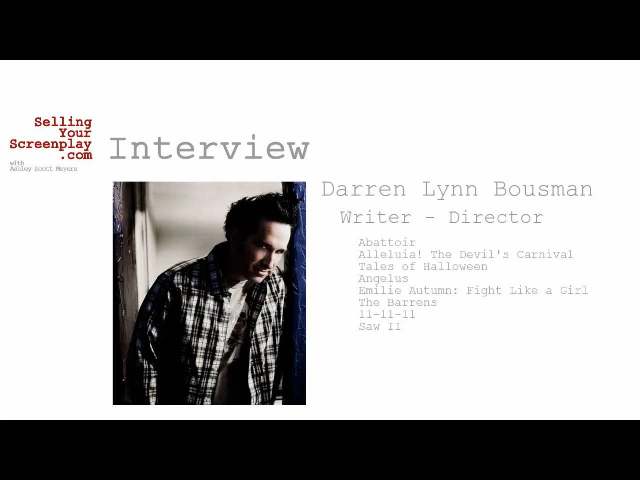 Selling
Your
Screenplay
.com
with
Ashley Scott Meyers
Interview
Darren Lynn Bousman
Writer - Director
Abattoir
Alleluia! The Devil's Carnival
Tales of Halloween
Angelus
Emilie Autumn: Fight Like a Girl
The Barrens
11-11-11
Saw II